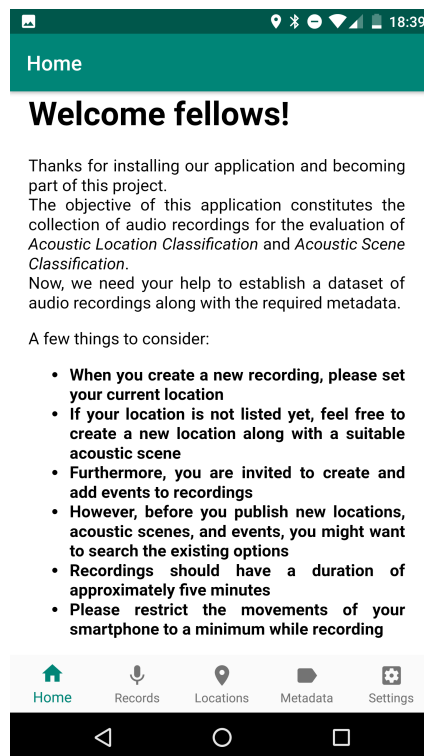 18:39
Home
Welcome fellows!
Thanks for installing our application and becoming
part of this project.
The objective of this application constitutes the
collection of audio recordings for the evaluation of
Acoustic Location Classification and Acoustic Scene
Classification.
Now, we need your help to establish a dataset of
audio recordings along with the required metadata.
A few things to consider:
• When you create a new recording, please set
your current location
• If your location is not listed yet, feel free to
create a new location along with a suitable
acoustic scene
• Furthermore, you are invited to create and
add events to recordings
• However, before you publish new locations,
acoustic scenes, and events, you might want
to search the existing options
• Recordings should have a duration of
approximately five minutes
• Please restrict the movements of your
smartphone to a minimum while recording
Home Records Locations Metadata Settings